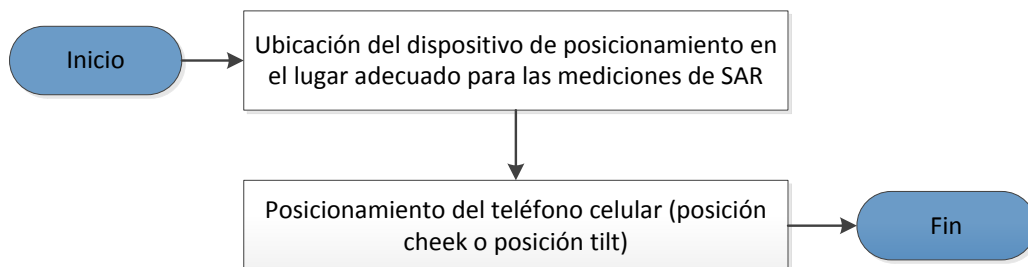 Inicio
Ubicación del dispositivo de posicionamiento en
el lugar adecuado para las mediciones de SAR
Posicionamiento del teléfono celular (posición
cheek o posición tilt)
Fin